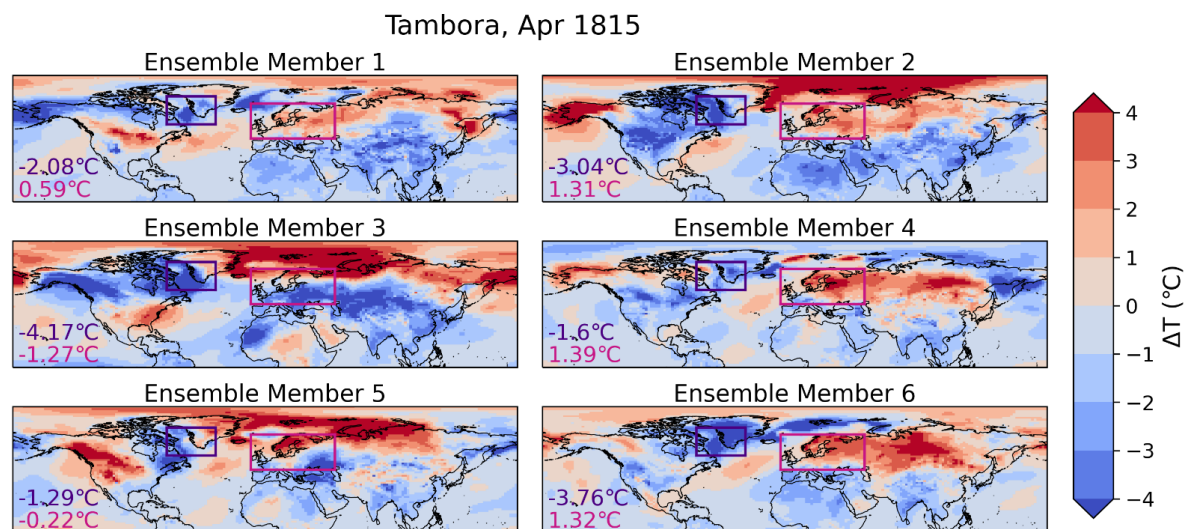 Tambora, Apr 1815
Ensemble Member 1
Ensemble Member 2
-2.08°C
0.59°C
-3.04°C
1.31°C
Ensemble Member 3
Ensemble Member 4
-4.17°C
-1.27°C
-1.6°C
1.39°C
Ensemble Member 5
Ensemble Member 6
-1.29°C
-0.22°C
-3.76°C
1.32°C
4
3
2
1
0
−1
−2
−3
−4
ΔT (°C)